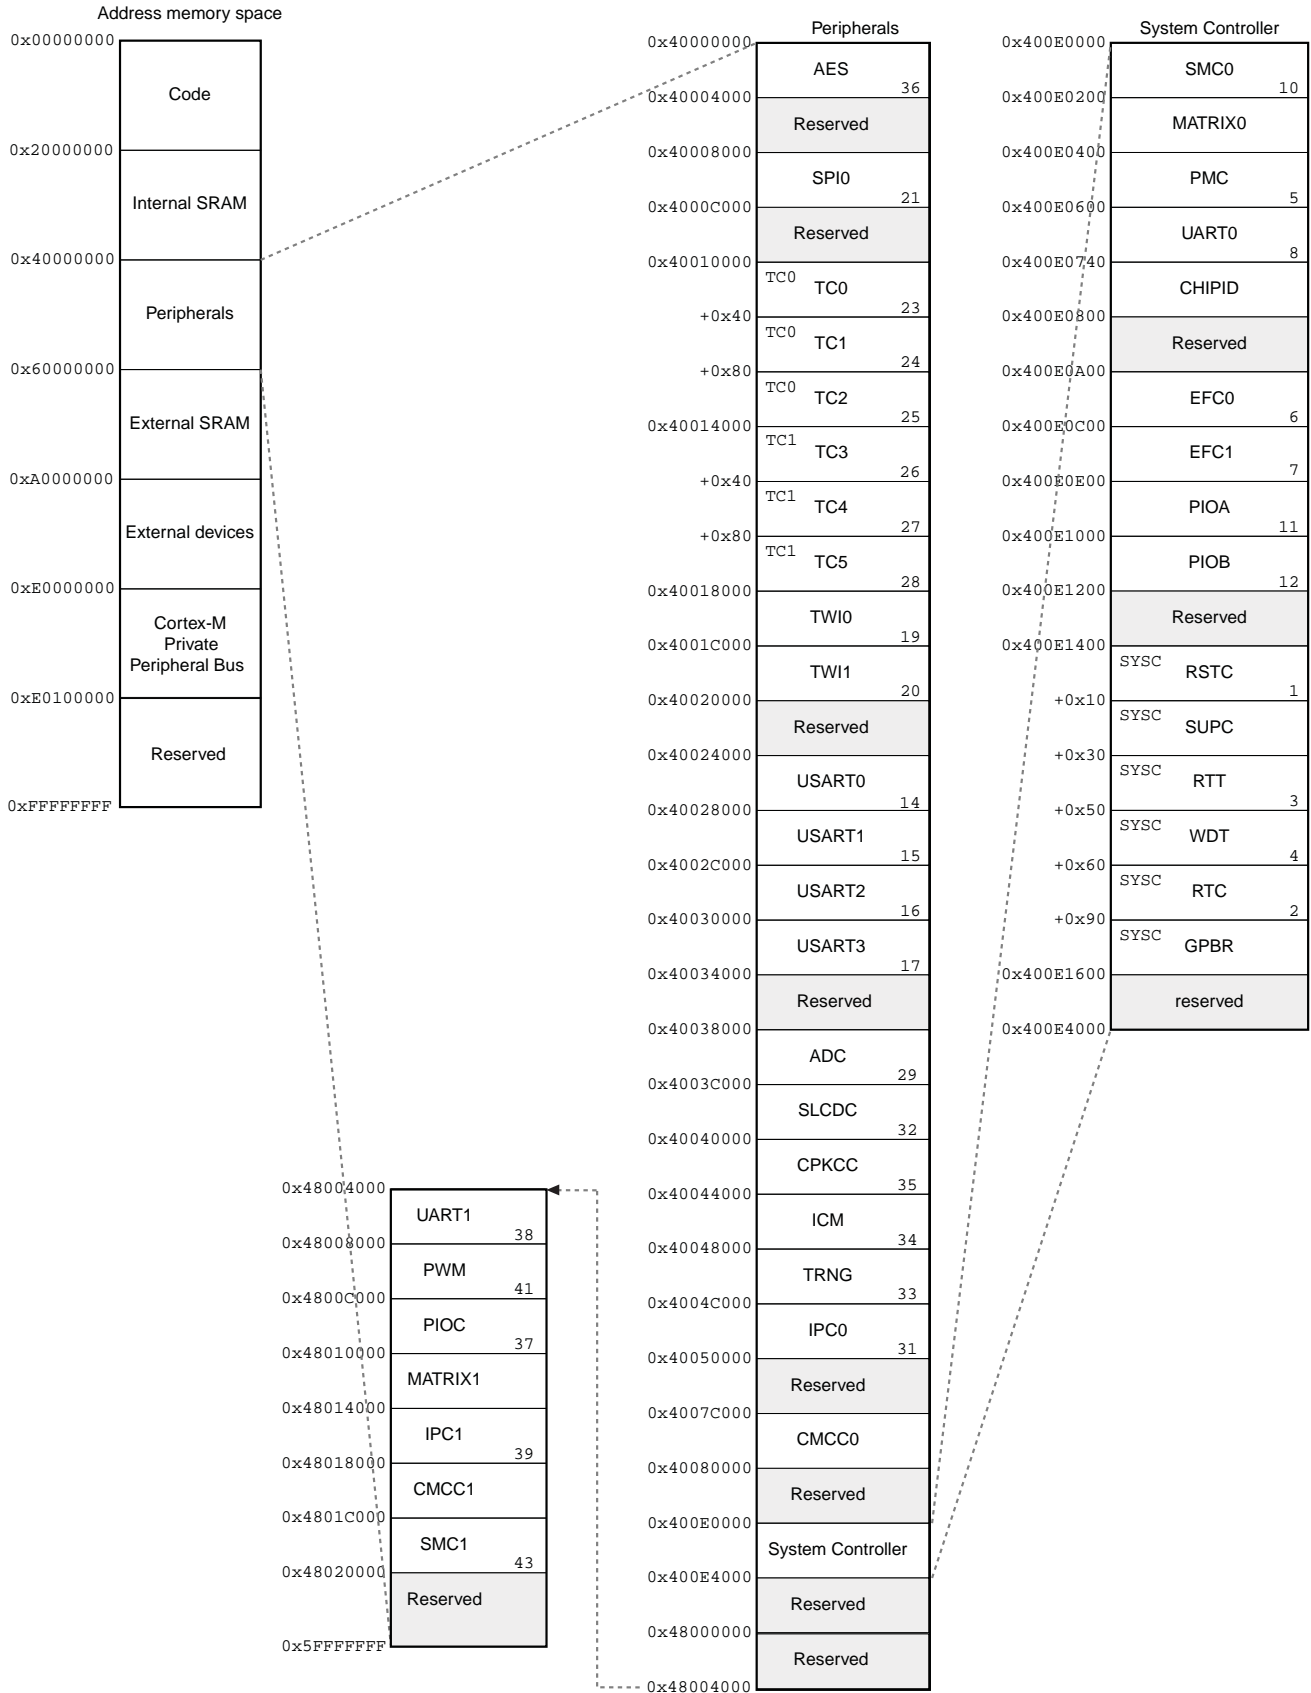 Address memory space
0x00000000
Code
0x20000000
Internal SRAM
0x40000000
Peripherals
0x60000000
External SRAM
0xA0000000
External devices
0xE0000000
Cortex-M
Private
Peripheral Bus
0xE0100000
Reserved
0xFFFFFFFF
0x48004000
UART1
38
0x48008000
PWM
41
0x4800C000
PIOC
37
0x48010000
MATRIX1
0x48014000
IPC1
39
0x48018000
CMCC1
0x4801C000
SMC1
43
0x48020000
Reserved
0x5FFFFFFF
Peripherals
0x40000000
AES
36
0x40004000
Reserved
0x40008000
SPI0
21
0x4000C000
Reserved
0x40010000
TC0 TC0
23
+0x40
TC0 TC1
24
+0x80
TC0 TC2
25
0x40014000
TC1 TC3
26
+0x40
TC1 TC4
27
+0x80
TC1 TC5
28
0x40018000
TWI0
19
0x4001C000
TWI1
20
0x40020000
Reserved
0x40024000
USART0
14
0x40028000
USART1
15
0x4002C000
USART2
16
0x40030000
USART3
17
0x40034000
Reserved
0x40038000
ADC
29
0x4003C000
SLCDC
32
0x40040000
CPKCC
35
0x40044000
ICM
34
0x40048000
TRNG
33
0x4004C000
IPC0
31
0x40050000
Reserved
0x4007C000
CMCC0
0x40080000
Reserved
0x400E0000
System Controller
0x400E4000
Reserved
0x48000000
Reserved
0x48004000
System Controller
0x400E0000
SMC0
10
0x400E0200
MATRIX0
0x400E0400
PMC
5
0x400E0600
UART0
8
0x400E0740
CHIPID
0x400E0800
Reserved
0x400E0A00
EFC0
6
0x400E0C00
EFC1
7
0x400E0E00
PIOA
11
0x400E1000
PIOB
12
0x400E1200
Reserved
0x400E1400
SYSC RSTC
1
+0x10
SYSC SUPC
+0x30
SYSC RTT
3
+0x50
SYSC WDT
4
+0x60
SYSC RTC
2
+0x90
SYSC GPBR
0x400E1600
reserved
0x400E4000